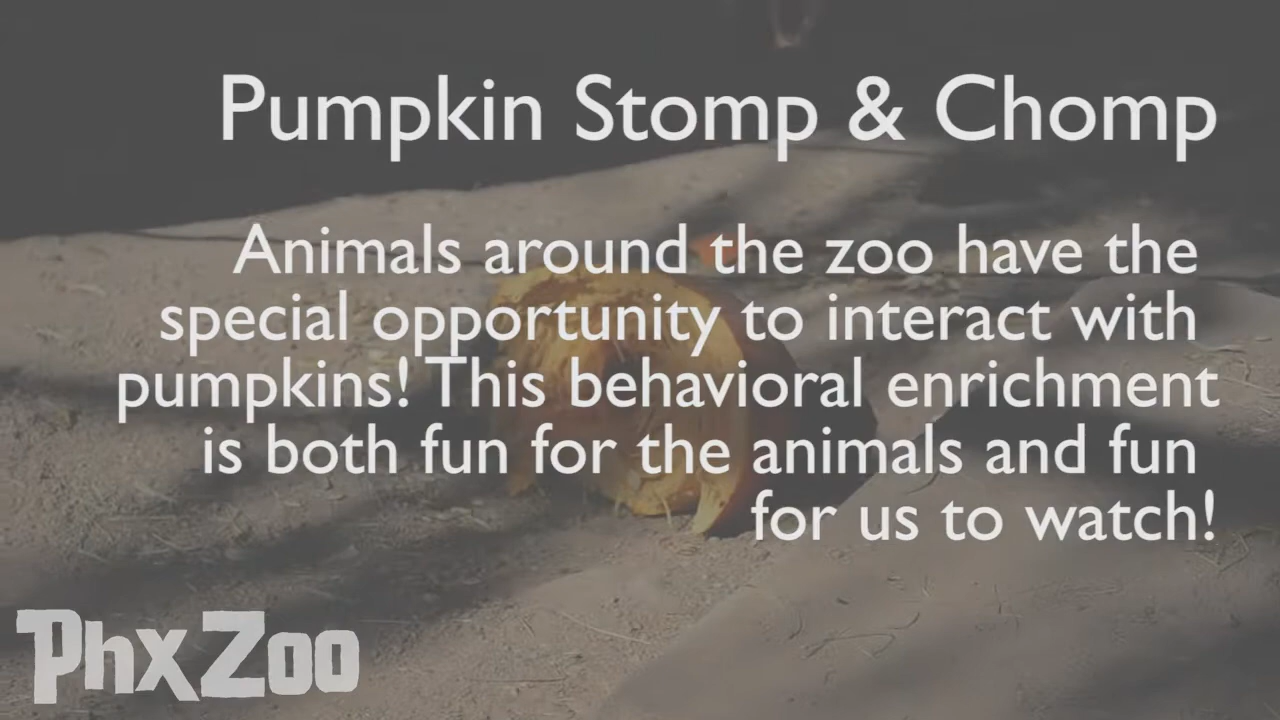 Pumpkin Stomp & Chomp
Animals around the zoo have the
special opportunity to interact with
pumpkins! This behavioral enrichment
is both fun for the animals and fun
for us to watch!
PhxZoo